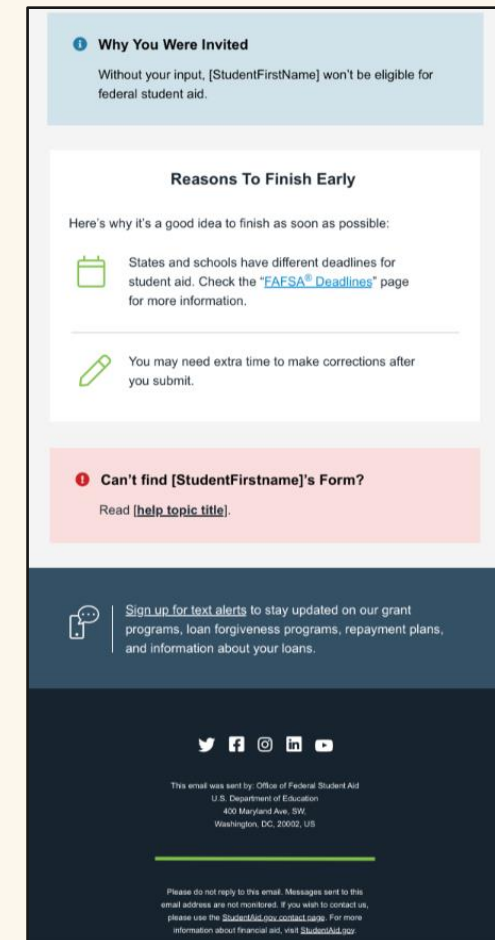 Why You Were Invited
Without your input, [StudentFirstName] won't be eligible for
federal student aid.
Reasons To Finish Early
Here's why it's a good idea to finish as soon as possible:
States and schools have different deadlines for
student aid. Check the "FAFSA® Deadlines" page
for more information.
You may need extra time to make corrections after
you submit.
Can't find [StudentFirstname]'s Form?
Read [help topic title].
Sign up for text alerts to stay updated on our grant
programs, loan forgiveness programs, repayment plans,
and information about your loans.
This email was sent by: Office of Federal Student Aid
U.S. Department of Education
400 Maryland Ave, SW,
Washington, DC, 20002, US
Please do not reply to this email. Messages sent to this
email address are not monitored. If you wish to contact us,
please use the StudentAid.gov contact page. For more
information about financial aid, visit StudentAid.gov.